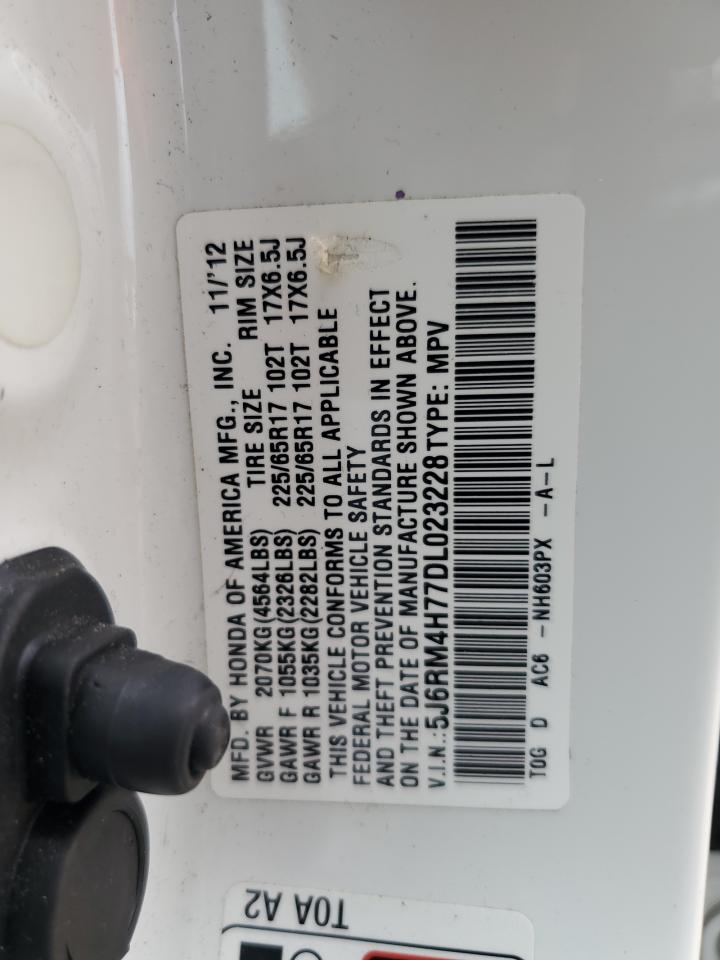 MFD. BY HONDA OF AMERICA MFG., INC. 11/'12
GVWR 2070KG(4564LBS) TIRE SIZE RIM SIZE
GAWR F 1055KG(2326LBS) 225/65R17 102T 17X6.5J
GAWR R 1035KG(2282LBS) 225/65R17 102T 17X6.5J
THIS VEHICLE CONFORMS TO ALL APPLICABLE
FEDERAL MOTOR VEHICLE SAFETY
AND THEFT PREVENTION STANDARDS IN EFFECT
ON THE DATE OF MANUFACTURE SHOWN ABOVE.
V.I.N.:5J6RM4H77DL023228 TYPE: MPV
T0G D AC6 -NH603PX -A-L
T0A A2